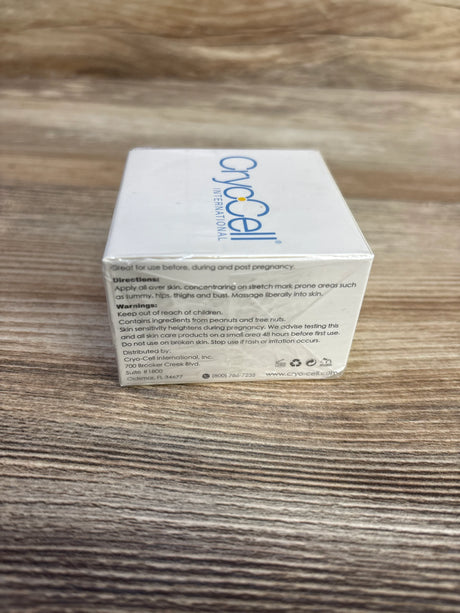 Cryo-Cell®
INTERNATIONAL
Great for use before, during and post pregnancy.
Directions:
Apply all over skin, concentrating on stretch mark prone areas such
as tummy, hips, thighs and buss. Massage liberally into skin.
Warnings:
Keep out of reach of children.
Contains ingredients from peanuts and tree nuts.
Skin sensitivity heightens during pregnancy. We advise testing this
and all skin care products on a small area 48 hours before first use.
Do not use on broken skin. Stop use if rash or irritation occurs.
Distributed by:
Cryo-Cell International, Inc.
700 Brooker Creek Blvd.
Suite #1800
Oldsmar, FL 34677
(800) 786-7235
www.cryo-cell.com